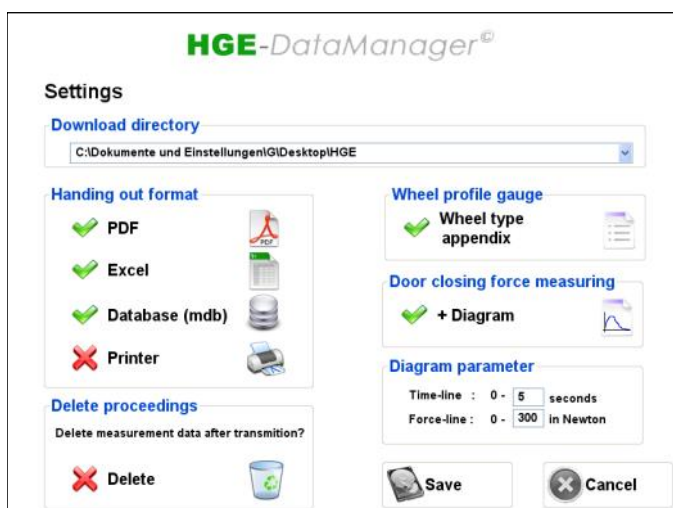 HGE-DataManager©
Settings
Download directory
C:\Dokumente und Einstellungen\G\Desktop\HGE
Handing out format
PDF
PDF
Excel
Database (mdb)
Printer
Delete proceedings
Delete measurement data after transmition?
Delete
Wheel profile gauge
Wheel type
appendix
Door closing force measuring
+ Diagram
Diagram parameter
Time-line : 0 - 5 seconds
Force-line : 0 - 300 in Newton
Save
Cancel